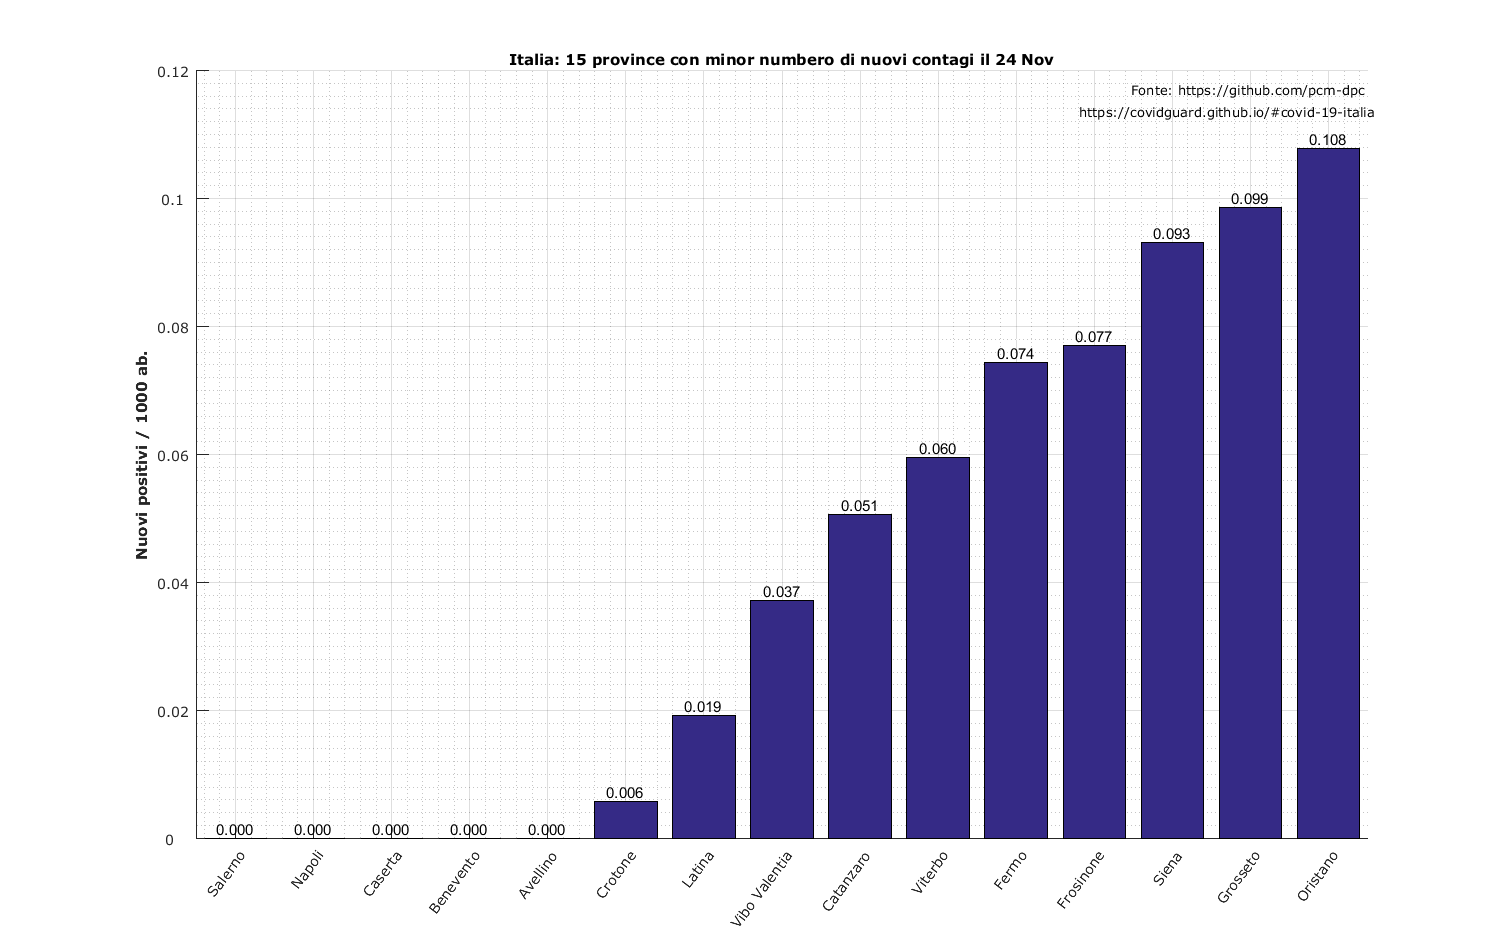 Italia: 15 province con minor numbero di nuovi contagi il 24 Nov
Fonte: https://github.com/pcm-dpc
https://covidguard.github.io/#covid-19-italia
Nuovi positivi / 1000 ab.
0.12
0.1
0.08
0.06
0.04
0.02
0
0.000
0.000
0.000
0.000
0.000
0.006
0.019
0.037
0.051
0.060
0.074
0.077
0.093
0.099
0.108
Salerno
Napoli
Caserta
Benevento
Avellino
Crotone
Latina
Vibo Valentia
Catanzaro
Viterbo
Fermo
Frosinone
Siena
Grosseto
Oristano